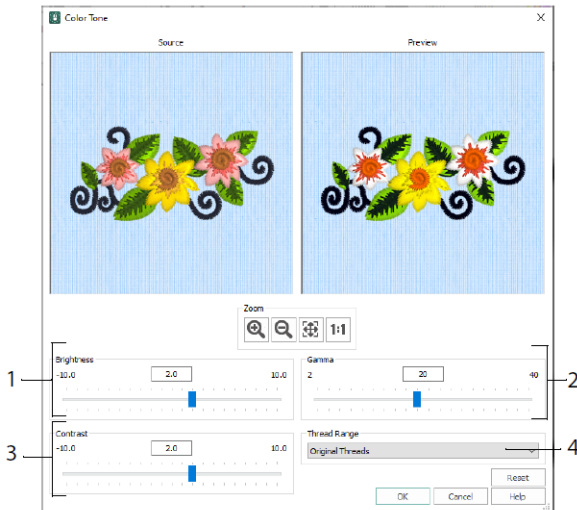 Color Tone
Source Preview
Zoom
1:1
Brightness
-10.0 2.0 10.0
Gamma
2 20 40
1
2
Contrast
-10.0 2.0 10.0
Thread Range
Original Threads
3
4
Reset
OK Cancel Help